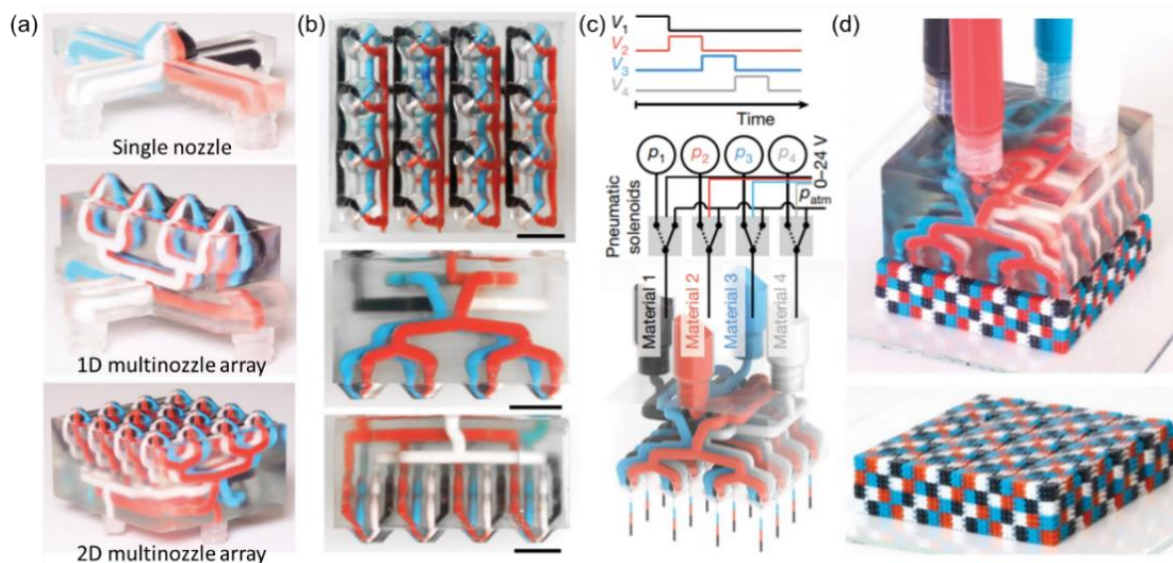 (a)
Single nozzle
1D multinozzle array
2D multinozzle array
(b)
(c)
V1
V2
V3
V4
Time
p1 p2 p3 p4
0–24 V
patm
Pneumatic
solenoids
Material 1
Material 2
Material 3
Material 4
(d)